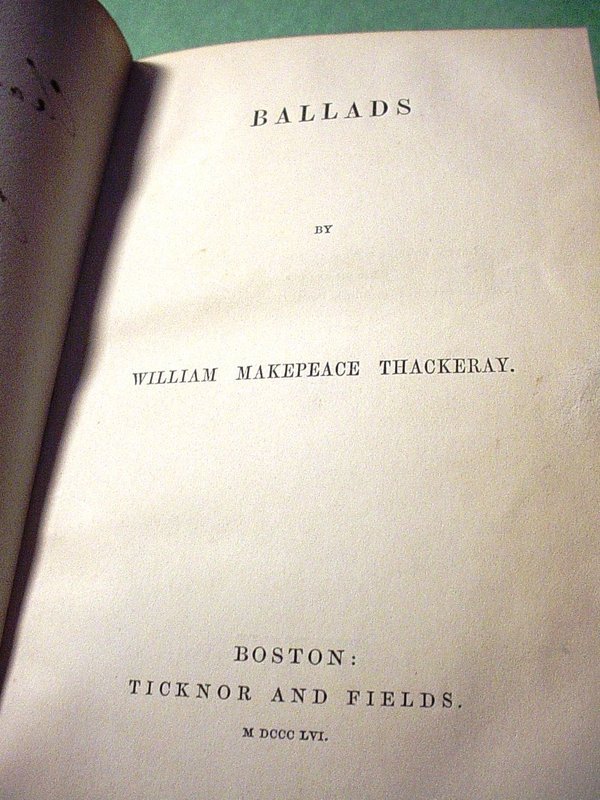 BALLADS
BY
WILLIAM MAKEPEACE THACKERAY.
BOSTON:
TICKNOR AND FIELDS.
M DCCC LVI.